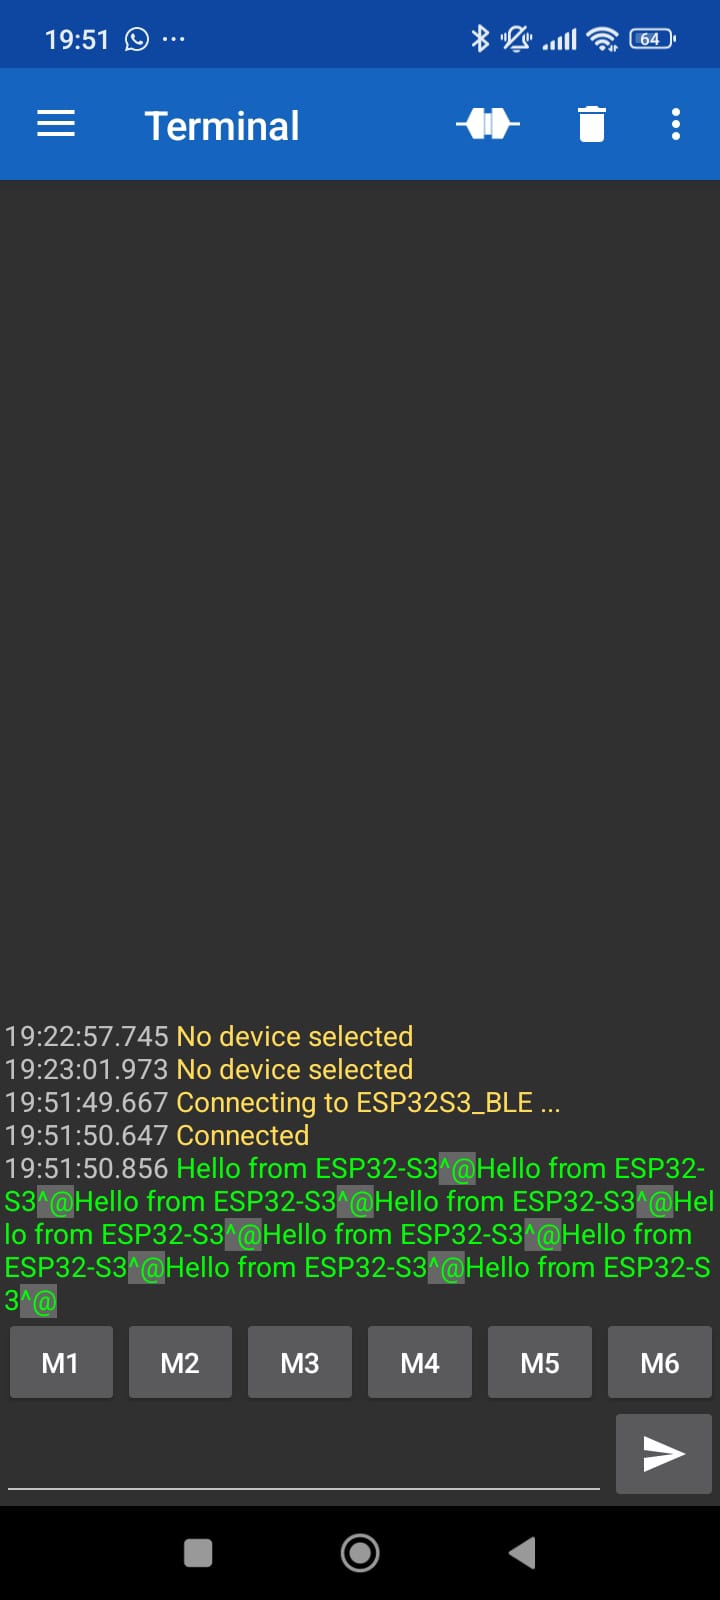 19:51
64
Terminal
19:22:57.745 No device selected
19:23:01.973 No device selected
19:51:49.667 Connecting to ESP32S3_BLE ...
19:51:50.647 Connected
19:51:50.856 Hello from ESP32-S3^@Hello from ESP32-
S3^@Hello from ESP32-S3^@Hello from ESP32-S3^@Hel
lo from ESP32-S3^@Hello from ESP32-S3^@Hello from
ESP32-S3^@Hello from ESP32-S3^@Hello from ESP32-S
3^@
M1 M2 M3 M4 M5 M6